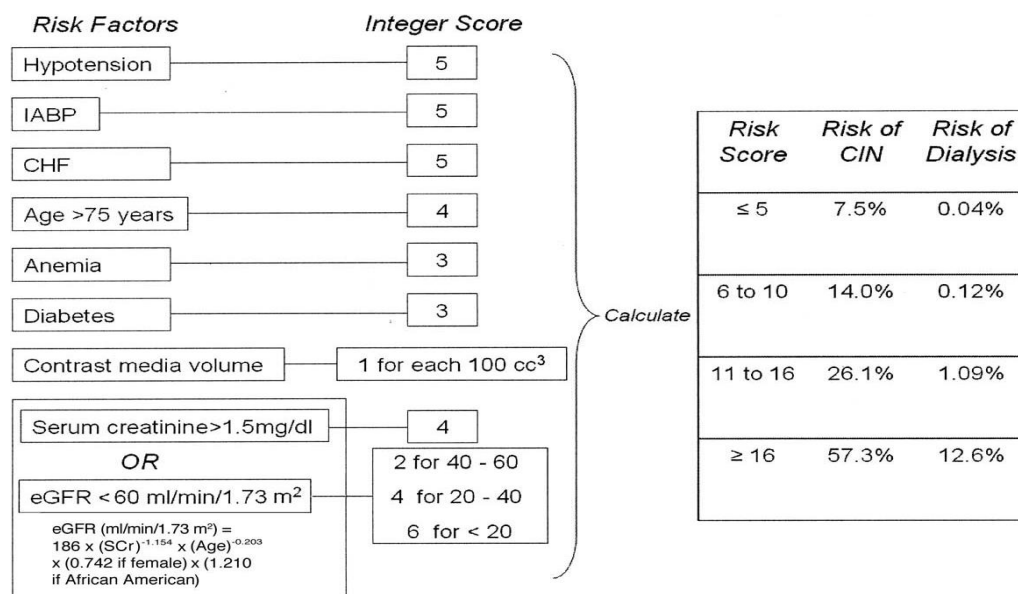 Risk Factors
Integer Score
Hypotension
5
IABP
5
CHF
5
Age >75 years
4
Anemia
3
Diabetes
3
Contrast media volume
1 for each 100 cc³
Serum creatinine>1.5mg/dl
4
OR
eGFR <60 ml/min/1.73 m²
2 for 40 - 60
4 for 20 - 40
6 for < 20
eGFR (ml/min/1.73 m²) =
186 x (SCr)⁻¹·¹⁵⁴ x (Age)⁻⁰·²⁰³
x (0.742 if female) x (1.210
if African American)
Calculate
Risk Score Risk of CIN Risk of Dialysis
≤ 5 7.5% 0.04%
6 to 10 14.0% 0.12%
11 to 16 26.1% 1.09%
≥ 16 57.3% 12.6%